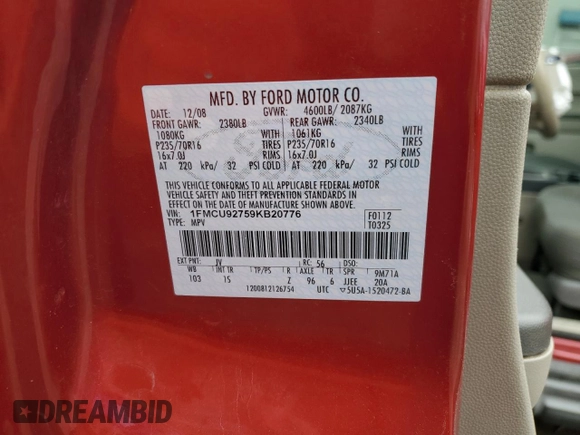 MFD. BY FORD MOTOR CO.
DATE: 12/08 GVWR: 4600LB/ 2087KG
FRONT GAWR: 2380LB REAR GAWR: 2340LB
1080KG WITH 1061KG WITH
P235/70R16 TIRES P235/70R16 TIRES
16x7.0J RIMS 16x7.0J RIMS
AT 220 kPa/ 32 PSI COLD AT 220 kPa/ 32 PSI COLD
THIS VEHICLE CONFORMS TO ALL APPLICABLE FEDERAL MOTOR
VEHICLE SAFETY AND THEFT PREVENTION STANDARDS IN
EFFECT ON THE DATE OF MANUFACTURE SHOWN ABOVE.
VIN: 1FMCU92759KB20776 F0112
TYPE: MPV T0325
EXT PNT: JV RC: 56 DSO:
WB INT TR TP/PS R AXLE TR SPR 9M71A
103 15 Z 96 6 JJEE 20A
1200812126754 UTC ▽5U5A-1520472-BA
DREAMBID